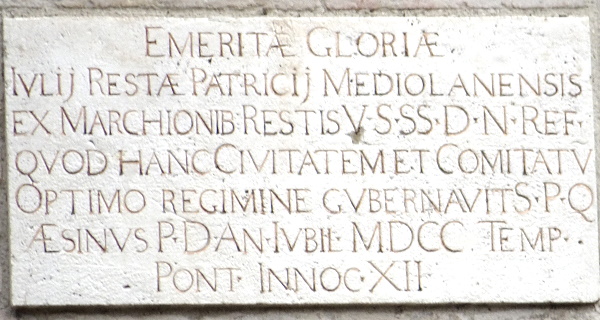 EMERITÆ GLORIÆ
IVLIJ RESTÆ PATRICIJ MEDIOLANENSIS
EX MARCHIONIB·RESTIS V·S·SS·D·N·REF·
QVOD HANC CIVITATEM ET COMITATV
OPTIMO REGIMINE GVBERNAVIT S·P·Q
ÆSINVS P·D AN·IVBIL·MDCC TEMP·
PONT·INNOC·XII